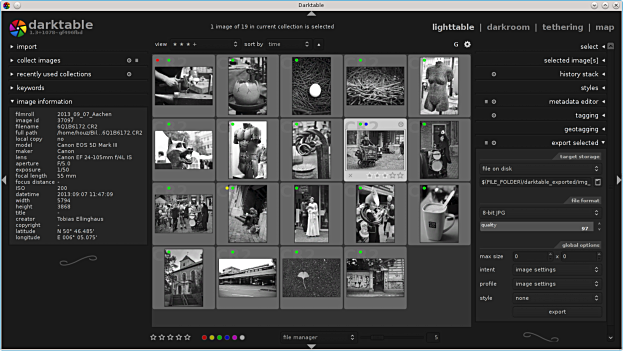 Darktable
darktable
1 image of 19 in current collection is selected
lighttable | darkroom | tethering | map
import
collect images
recently used collections
keywords
image information
filmroll 2013_09_07_Aachen
image id 37097
filename 6Q1B6172.CR2
full path /home/houz/Bil...6Q1B6172.CR2
local copy no
model Canon EOS 5D Mark III
maker Canon
lens Canon EF 24-105mm f/4L IS
aperture F/5.0
exposure 1/50
focal length 55 mm
focus distance -
ISO 200
datetime 2013:09:07 11:47:09
width 5794
height 3868
title -
creator Tobias Ellinghaus
copyright -
latitude N 50° 46.485'
longitude E 006° 05.075'
view
sort by time
G
file manager
5
select
selected image[s]
history stack
styles
metadata editor
tagging
geotagging
export selected
target storage
file on disk
$(FILE_FOLDER)/darktable_exported/img_
file format
8-bit JPG
quality 97
global options
max size 0 x 0
intent image settings
profile image settings
style none
export